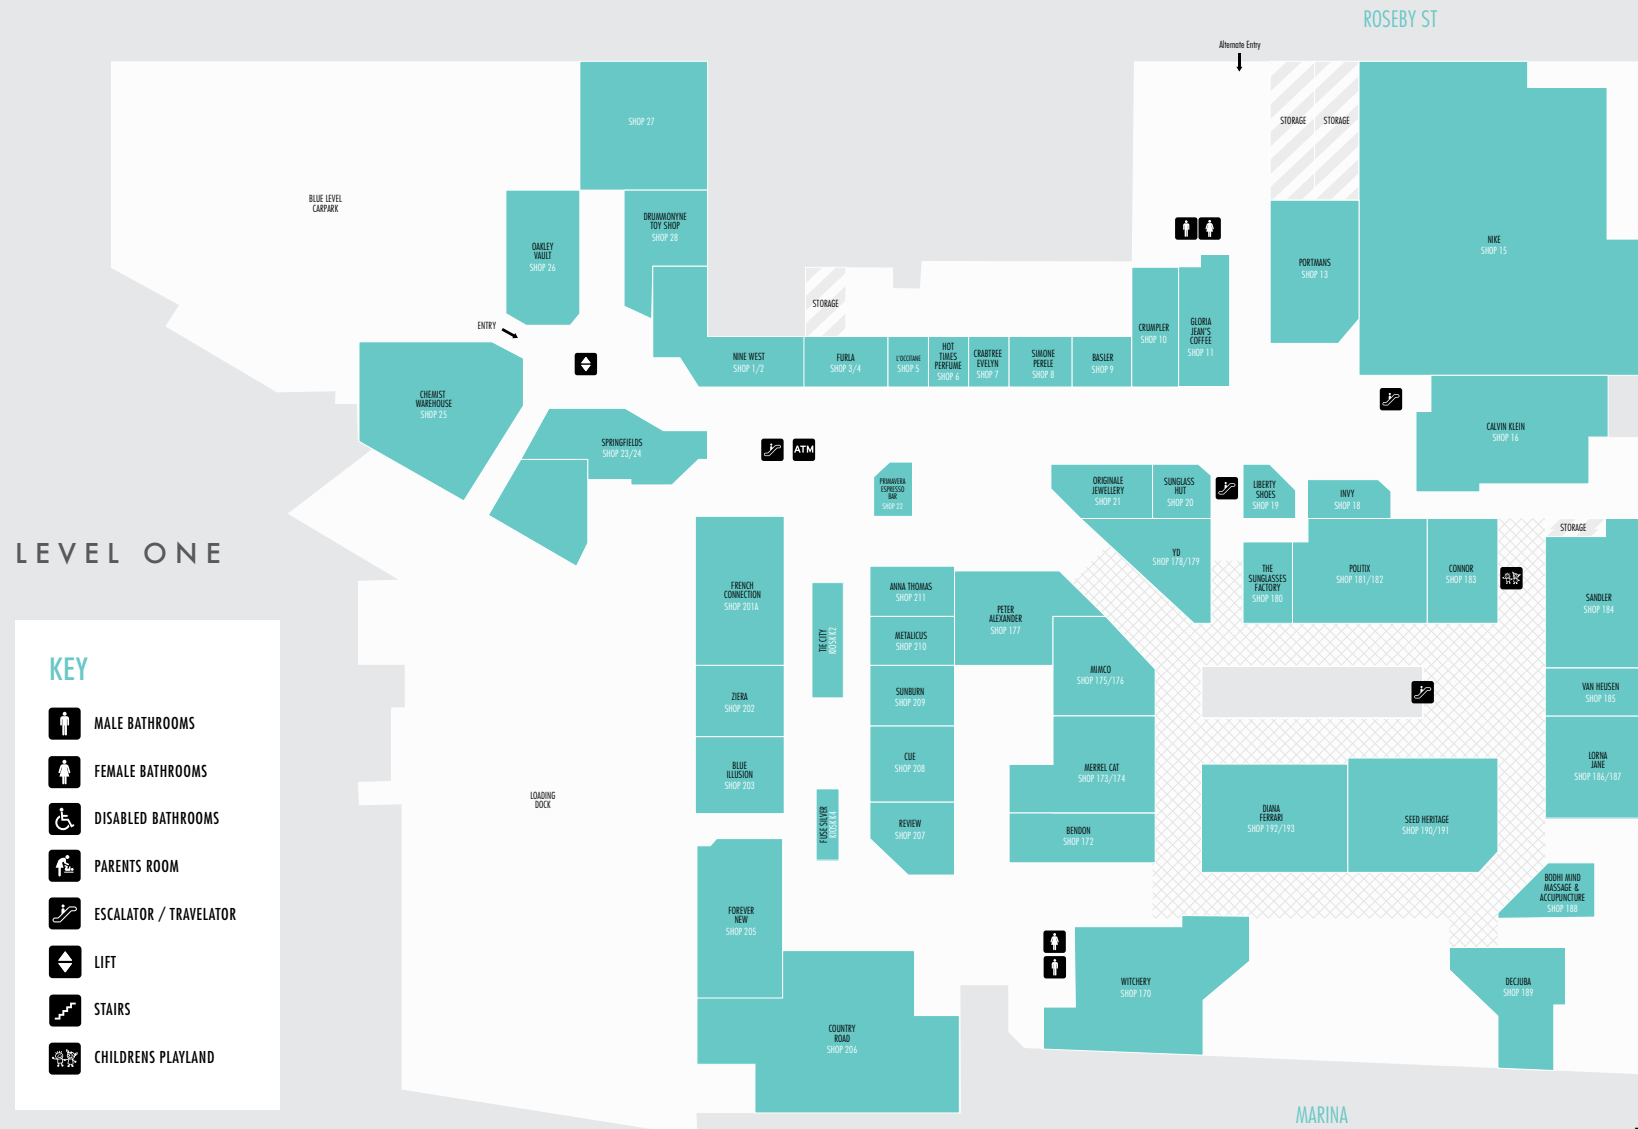 ROSEBY ST
Alternate Entry
SHOP 27
STORAGE
STORAGE
BLUE LEVEL
CARPARK
DRUMMONYNE
TOY SHOP
SHOP 28
OAKLEY
VAULT
SHOP 26
NIKE
SHOP 15
PORTMANS
SHOP 13
STORAGE
ENTRY
NINE WEST
SHOP 1/2
FURLA
SHOP 3/4
L'OCCITANE
SHOP 5
HOT
TIMES
PERFUME
SHOP 6
CRABTREE
EVELYN
SHOP 7
SIMONE
PERELE
SHOP 8
BASLER
SHOP 9
CRUMPLER
SHOP 10
GLORIA
JEAN'S
COFFEE
SHOP 11
CHEMIST
WAREHOUSE
SHOP 25
CALVIN KLEIN
SHOP 16
SPRINGFIELDS
SHOP 23/24
ATM
PRIMAVERA
ESPRESSO
BAR
SHOP 22
ORIGINALE
JEWELLERY
SHOP 21
SUNGLASS
HUT
SHOP 20
LIBERTY
SHOES
SHOP 19
INVY
SHOP 18
STORAGE
LEVEL ONE
YD
SHOP 178/179
THE
SUNGLASSES
FACTORY
SHOP 180
POLITIX
SHOP 181/182
CONNOR
SHOP 183
SANDLER
SHOP 184
FRENCH
CONNECTION
SHOP 201A
TIE CITY
KIOSK K2
ANNA THOMAS
SHOP 211
METALICUS
SHOP 210
PETER
ALEXANDER
SHOP 177
MIMCO
SHOP 175/176
VAN HEUSEN
SHOP 185
ZIERA
SHOP 202
SUNBURN
SHOP 209
BLUE
ILLUSION
SHOP 203
CUE
SHOP 208
MERREL CAT
SHOP 173/174
LORNA
JANE
SHOP 186/187
LOADING
DOCK
FUSE SILVER
KIOSK K4
REVIEW
SHOP 207
BENDON
SHOP 172
DIANA
FERRARI
SHOP 192/193
SEED HERITAGE
SHOP 190/191
BODHI MIND
MASSAGE &
ACCUPUNCTURE
SHOP 188
FOREVER
NEW
SHOP 205
WITCHERY
SHOP 170
DECJUBA
SHOP 189
COUNTRY
ROAD
SHOP 206
MARINA
KEY
MALE BATHROOMS
FEMALE BATHROOMS
DISABLED BATHROOMS
PARENTS ROOM
ESCALATOR / TRAVELATOR
LIFT
STAIRS
CHILDRENS PLAYLAND